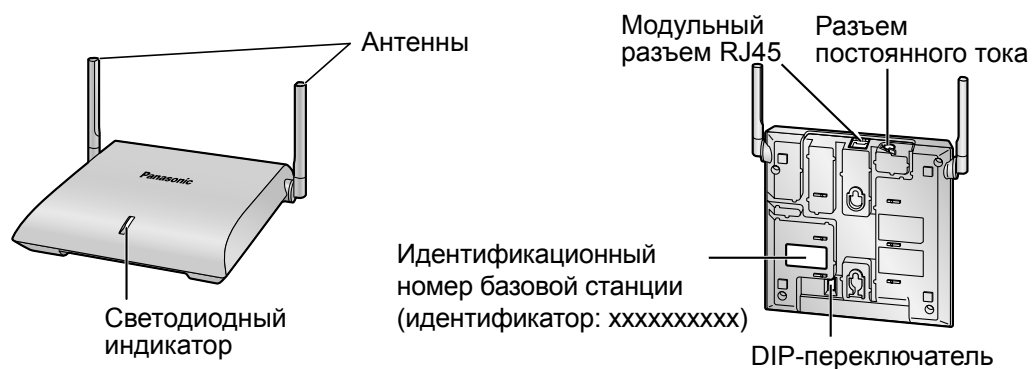 Антенны
Panasonic
Светодиодный
индикатор
Модульный
разъем RJ45
Разъем
постоянного тока
Идентификационный
номер базовой станции
(идентификатор: xxxxxxxxxx)
DIP-переключатель